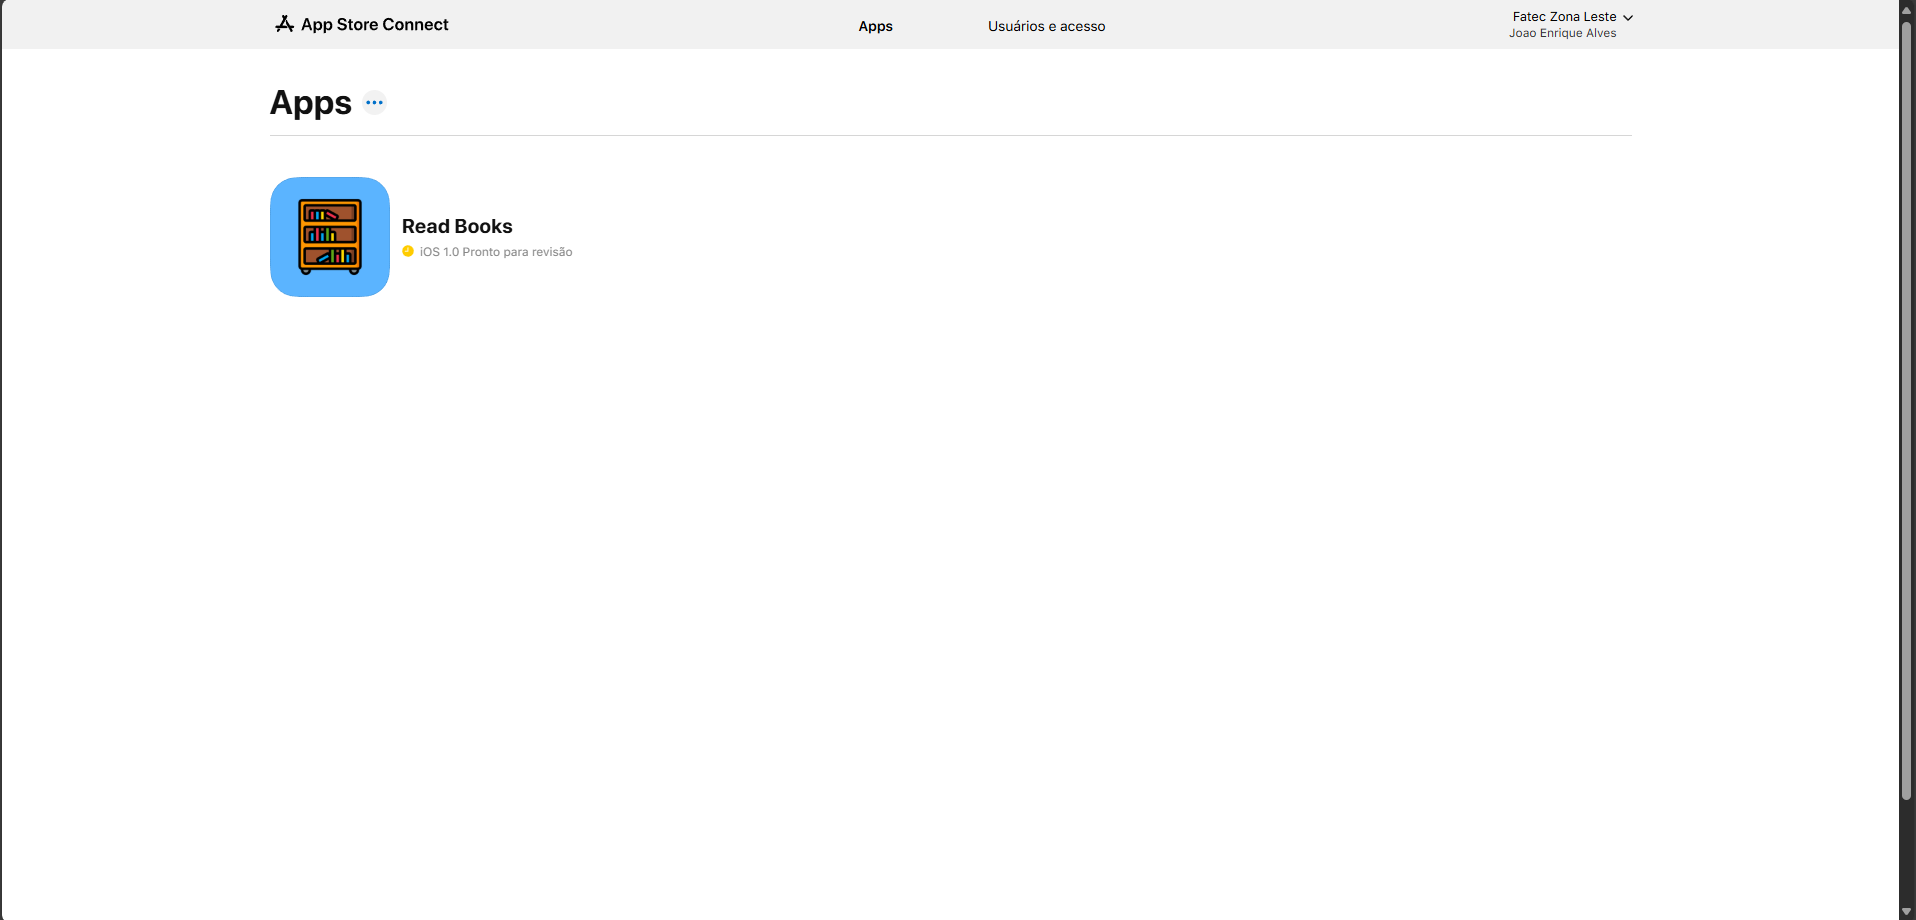 App Store Connect
Apps
Usuários e acesso
Fatec Zona Leste
Joao Enrique Alves
Apps
Read Books
iOS 1.0 Pronto para revisão